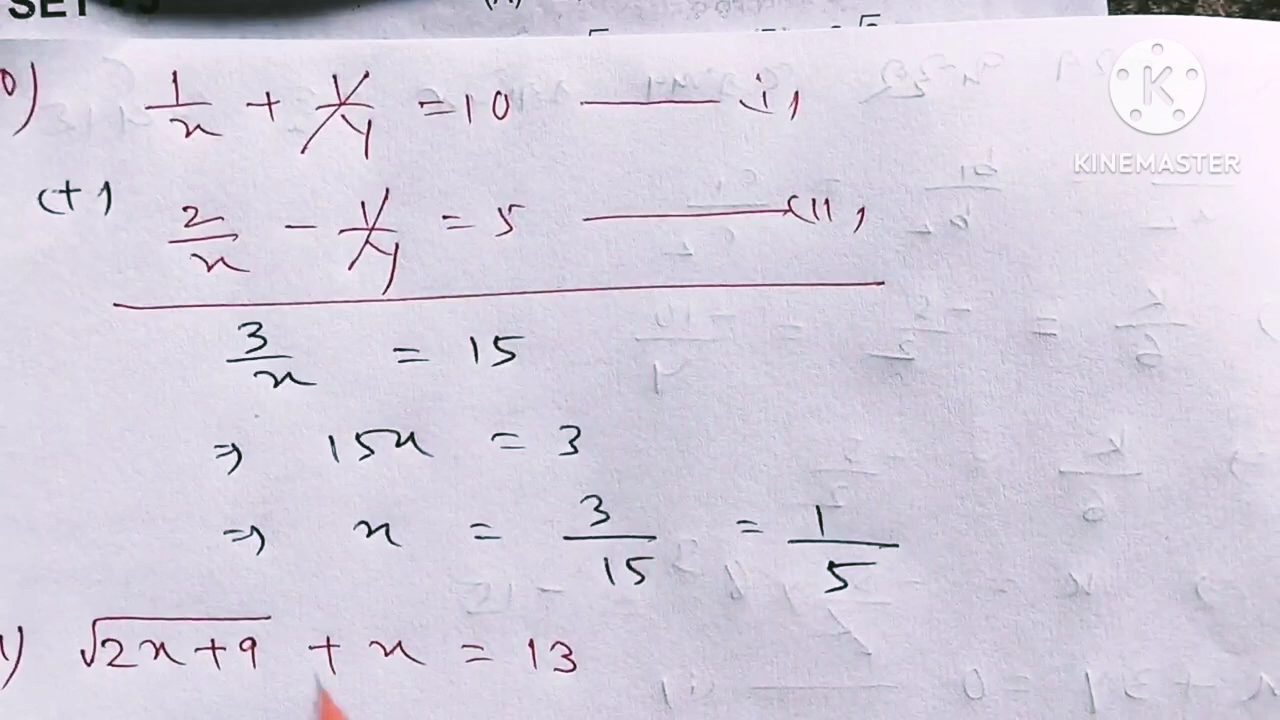 SET - 5
0) 1/x + 1/y = 10 ——— (i)
KINEMASTER
(+) 2/x - 1/y = 5 ——— (ii)
3/x = 15
⇒ 15x = 3
⇒ x = 3/15 = 1/5
1) √(2x+9) + x = 13